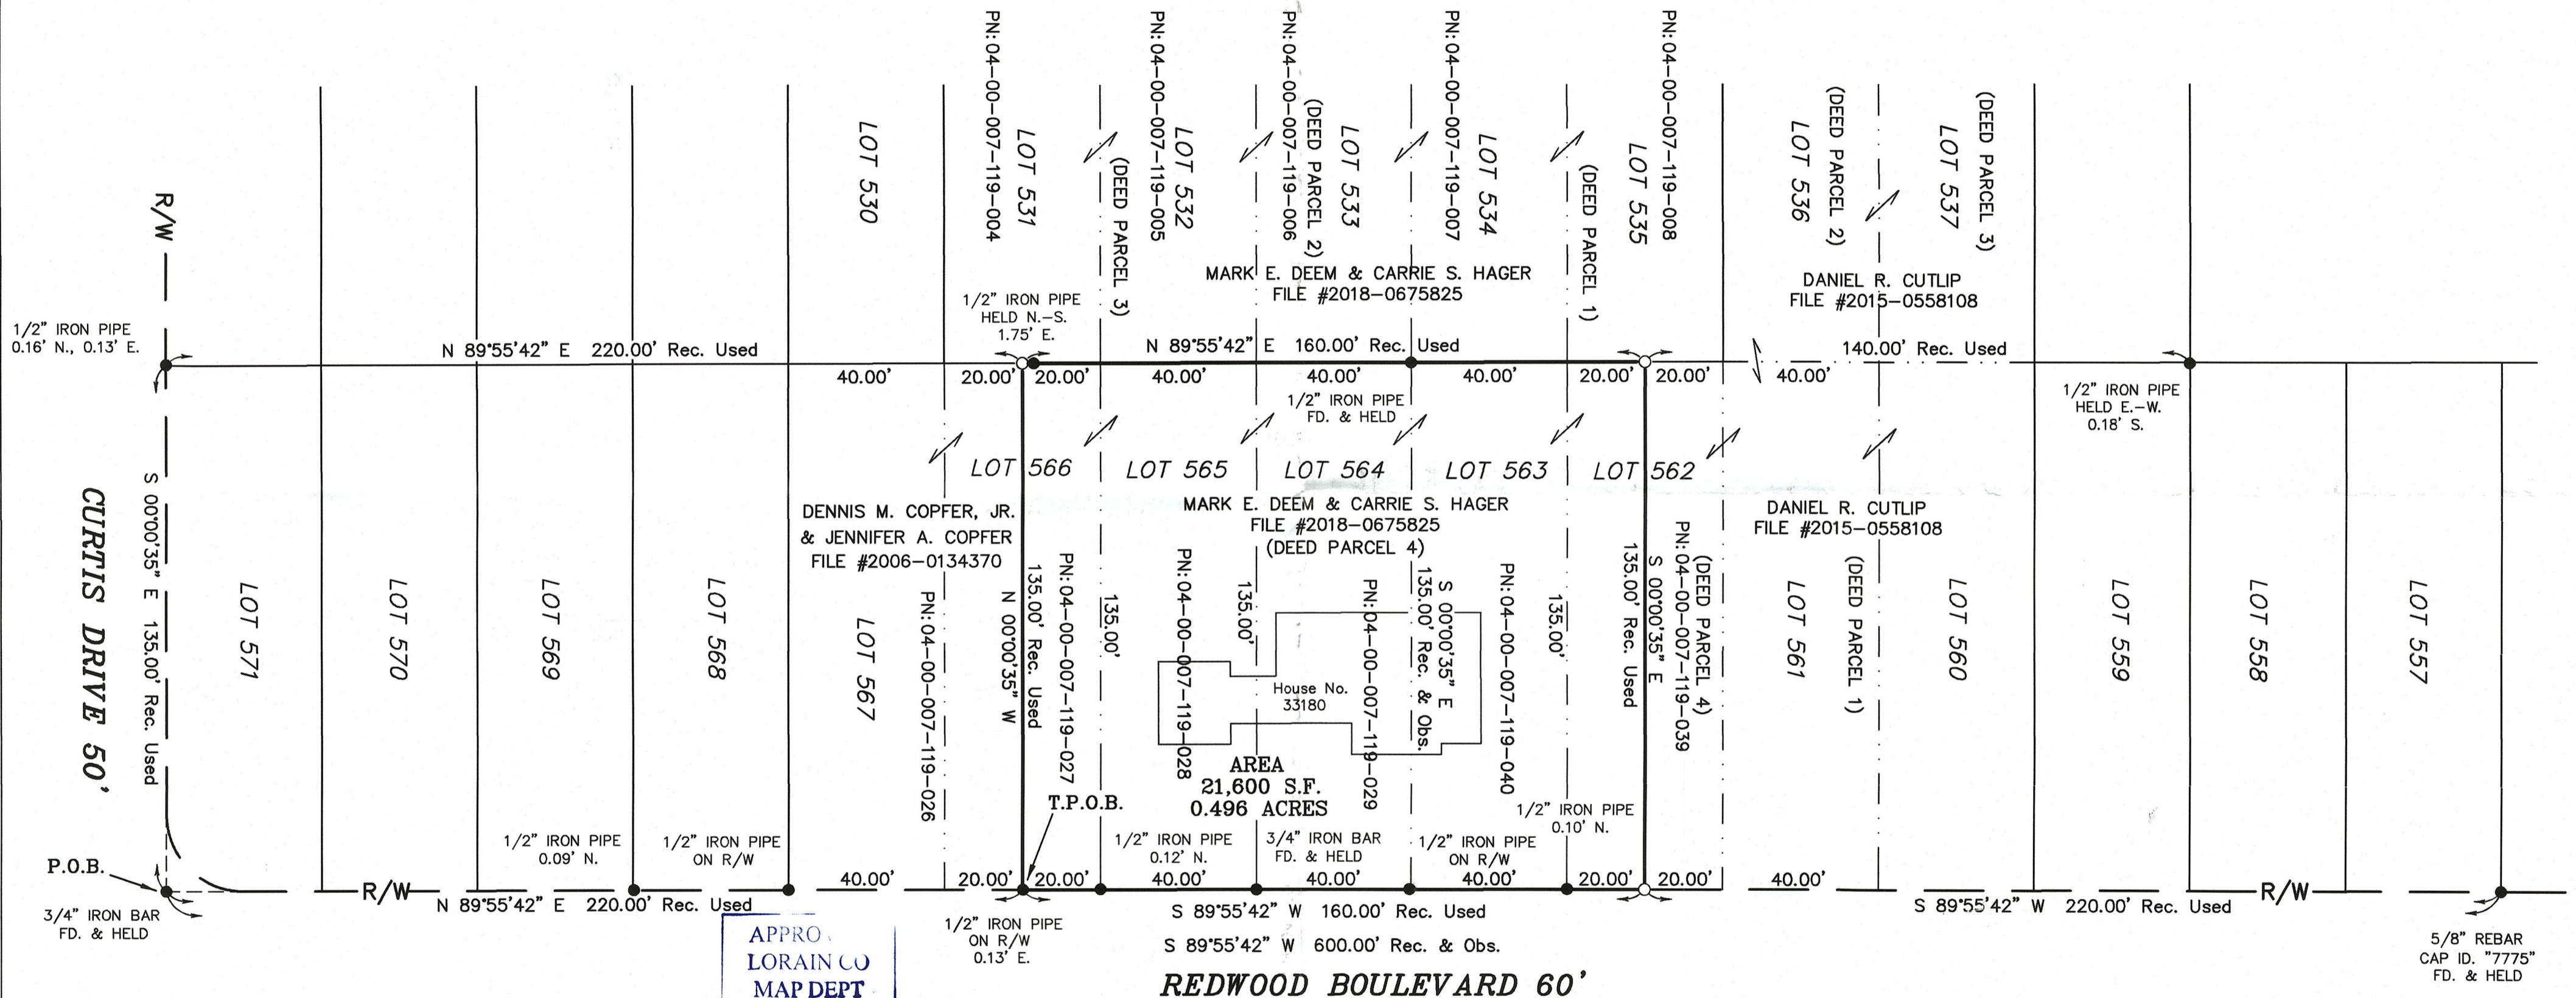 PN:04-00-007-119-004
PN:04-00-007-119-005
PN:04-00-007-119-006
PN:04-00-007-119-007
PN:04-00-007-119-008
LOT 530
LOT 531
(DEED PARCEL 3)
LOT 532
(DEED PARCEL 2)
LOT 533
LOT 534
(DEED PARCEL 1)
LOT 535
LOT 536
(DEED PARCEL 2)
LOT 537
(DEED PARCEL 3)
R/W
MARK E. DEEM & CARRIE S. HAGER
FILE #2018-0675825
DANIEL R. CUTLIP
FILE #2015-0558108
1/2" IRON PIPE
HELD N.-S.
1.75' E.
1/2" IRON PIPE
0.16' N., 0.13' E.
N 89°55'42" E 220.00' Rec. Used
N 89°55'42" E 160.00' Rec. Used
140.00' Rec. Used
40.00'
20.00'
20.00'
40.00'
40.00'
40.00'
20.00'
20.00'
40.00'
1/2" IRON PIPE
FD. & HELD
1/2" IRON PIPE
HELD E.-W.
0.18' S.
LOT 566
LOT 565
LOT 564
LOT 563
LOT 562
CURTIS DRIVE 50'
S 00°00'35" E 135.00' Rec. Used
DENNIS M. COPFER, JR.
& JENNIFER A. COPFER
FILE #2006-0134370
MARK E. DEEM & CARRIE S. HAGER
FILE #2018-0675825
(DEED PARCEL 4)
DANIEL R. CUTLIP
FILE #2015-0558108
LOT 571
LOT 570
LOT 569
LOT 568
LOT 567
PN:04-00-007-119-026
N 00°00'35" W
135.00' Rec. Used
PN:04-00-007-119-027
135.00'
PN:04-00-007-119-028
135.00'
PN:04-00-007-119-029
135.00' Rec. & Obs.
S 00°00'35" E
PN:04-00-007-119-040
135.00'
135.00' Rec. Used
S 00°00'35" E
PN:04-00-007-119-039
(DEED PARCEL 4)
LOT 561
(DEED PARCEL 1)
LOT 560
LOT 559
LOT 558
LOT 557
House No.
33180
AREA
21,600 S.F.
0.496 ACRES
T.P.O.B.
P.O.B.
1/2" IRON PIPE
0.09' N.
1/2" IRON PIPE
ON R/W
1/2" IRON PIPE
0.12' N.
3/4" IRON BAR
FD. & HELD
1/2" IRON PIPE
ON R/W
1/2" IRON PIPE
0.10' N.
40.00'
20.00'
20.00'
40.00'
40.00'
40.00'
20.00'
20.00'
40.00'
R/W
R/W
3/4" IRON BAR
FD. & HELD
N 89°55'42" E 220.00' Rec. Used
S 89°55'42" W 160.00' Rec. Used
S 89°55'42" W 220.00' Rec. Used
1/2" IRON PIPE
ON R/W
0.13' E.
S 89°55'42" W 600.00' Rec. & Obs.
5/8" REBAR
CAP ID. "7775"
FD. & HELD
REDWOOD BOULEVARD 60'
APPRO
LORAIN CO
MAP DEPT